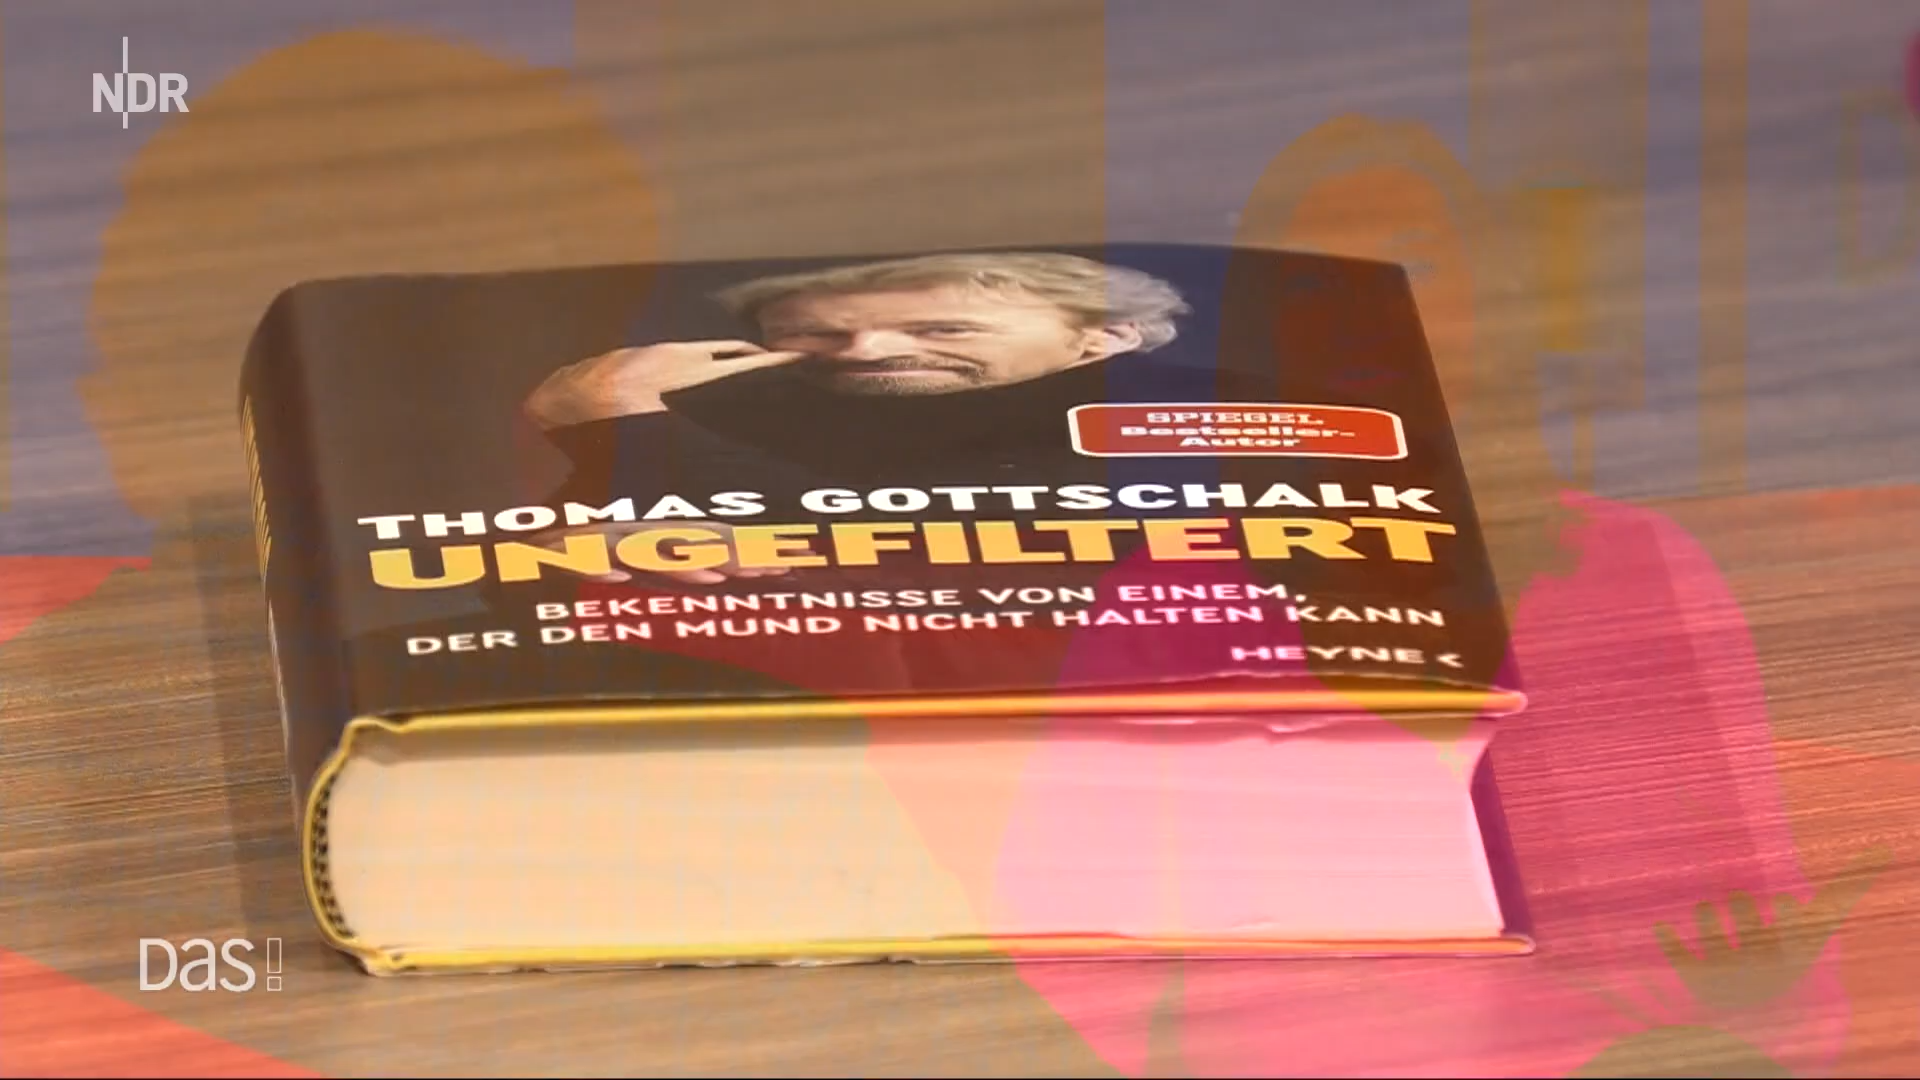 NDR
SPIEGEL
Bestseller-
Autor
THOMAS GOTTSCHALK
UNGEFILTERT
BEKENNTNISSE VON EINEM,
DER DEN MUND NICHT HALTEN KANN
HEYNE <
Das!